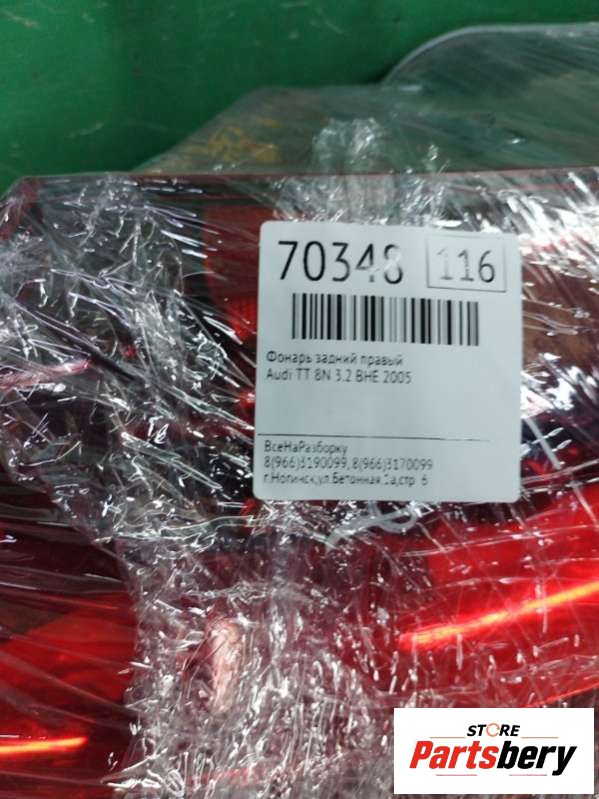 70348 116
Фонарь задний правый
Audi TT 8N 3.2 BHE 2005
ВсеНаРазборку
8(966)3190099,8(966)3170099
г.Ногинск,ул.Бетонная,1а,стр. 6
STORE
Partsbery